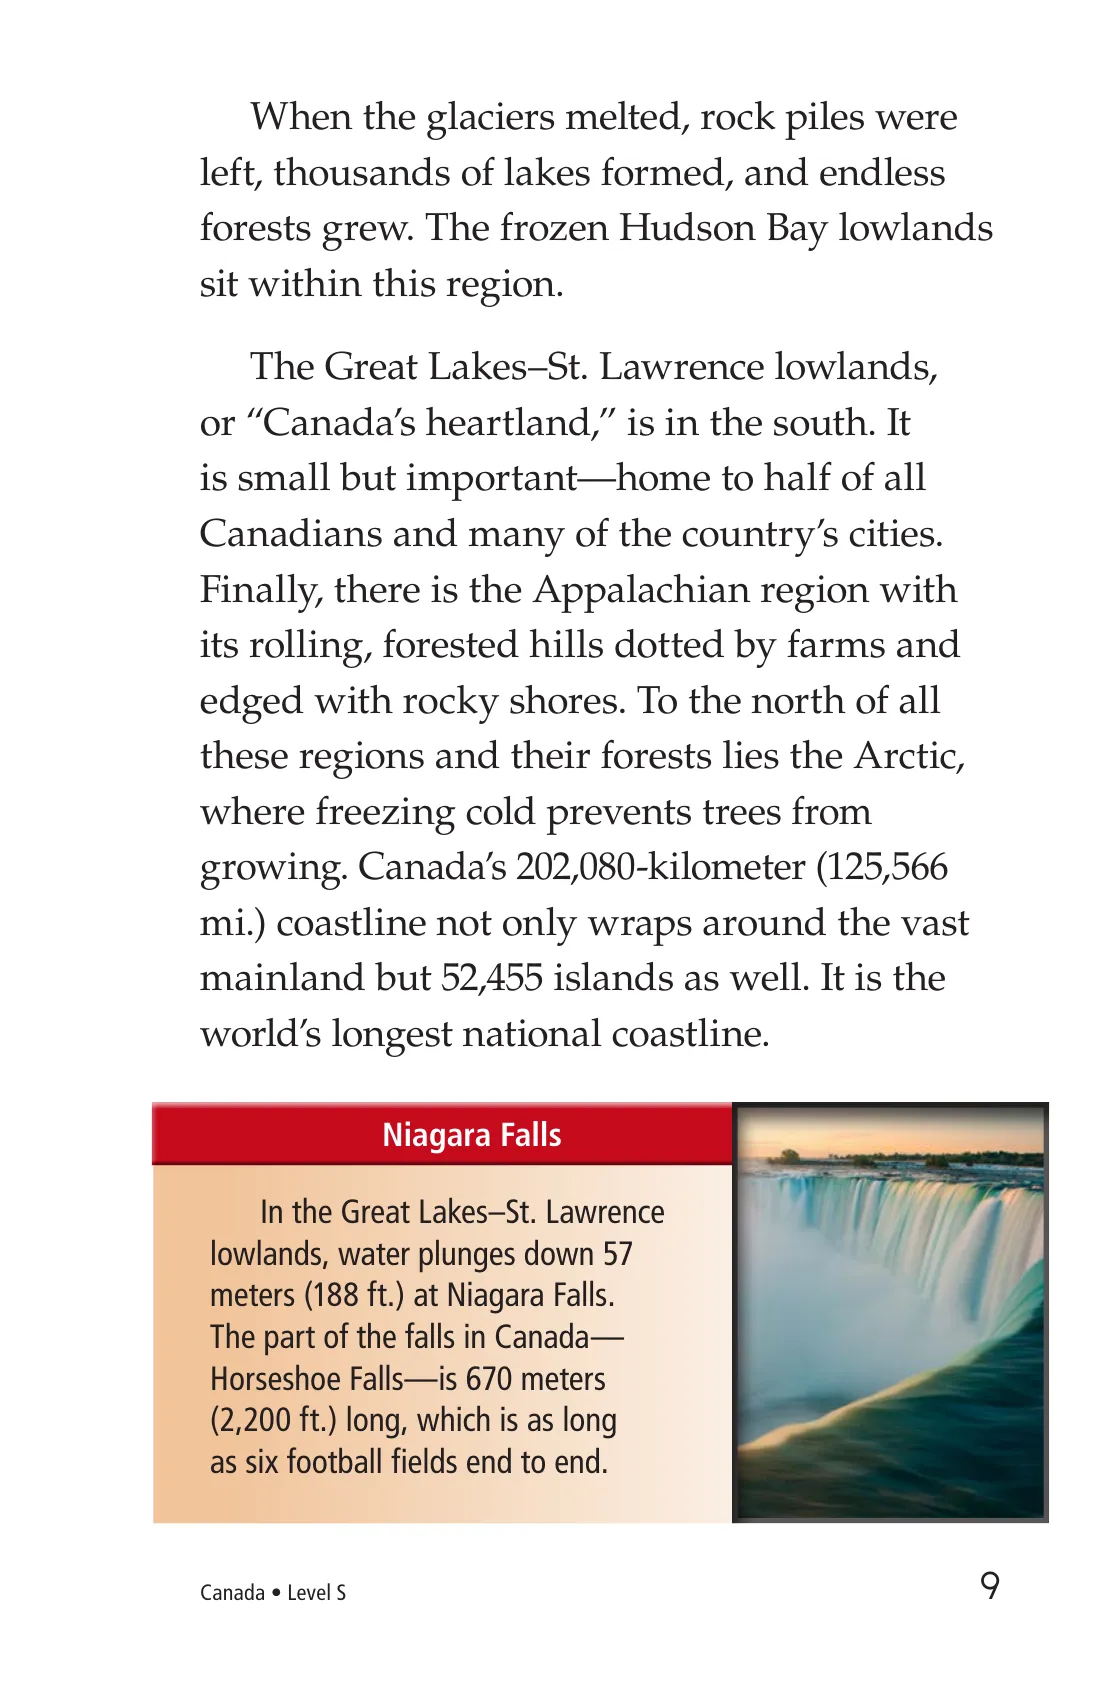 When the glaciers melted, rock piles were
left, thousands of lakes formed, and endless
forests grew. The frozen Hudson Bay lowlands
sit within this region.
The Great Lakes–St. Lawrence lowlands,
or “Canada’s heartland,” is in the south. It
is small but important—home to half of all
Canadians and many of the country’s cities.
Finally, there is the Appalachian region with
its rolling, forested hills dotted by farms and
edged with rocky shores. To the north of all
these regions and their forests lies the Arctic,
where freezing cold prevents trees from
growing. Canada’s 202,080-kilometer (125,566
mi.) coastline not only wraps around the vast
mainland but 52,455 islands as well. It is the
world’s longest national coastline.
Niagara Falls
In the Great Lakes–St. Lawrence
lowlands, water plunges down 57
meters (188 ft.) at Niagara Falls.
The part of the falls in Canada—
Horseshoe Falls—is 670 meters
(2,200 ft.) long, which is as long
as six football fields end to end.
Canada • Level S
9